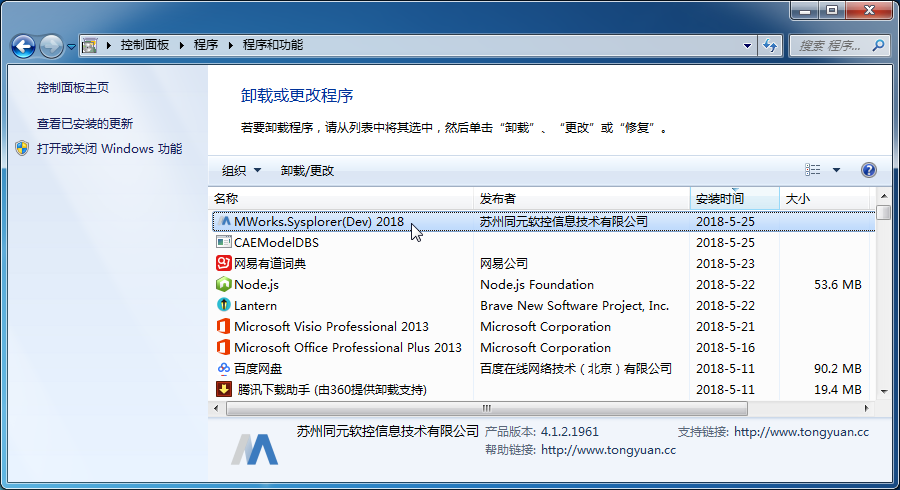 控制面板 程序 程序和功能 搜索 程序...
控制面板主页
查看已安装的更新
打开或关闭 Windows 功能
卸载或更改程序
若要卸载程序，请从列表中将其选中，然后单击“卸载”、“更改”或“修复”。
组织 卸载/更改
名称 发布者 安装时间 大小
MWorks.Sysplorer(Dev) 2018 苏州同元软控信息技术有限公司 2018-5-25
CAEModelDBS 2018-5-25
网易有道词典 网易公司 2018-5-23
Node.js Node.js Foundation 2018-5-22 53.6 MB
Lantern Brave New Software Project, Inc. 2018-5-22
Microsoft Visio Professional 2013 Microsoft Corporation 2018-5-21
Microsoft Office Professional Plus 2013 Microsoft Corporation 2018-5-16
百度网盘 百度在线网络技术（北京）有限公司 2018-5-11 90.2 MB
腾讯下载助手 (由360提供卸载支持) 2018-5-11 19.4 MB
苏州同元软控信息技术有限公司 产品版本: 4.1.2.1961 支持链接: http://www.tongyuan.cc
帮助链接: http://www.tongyuan.cc